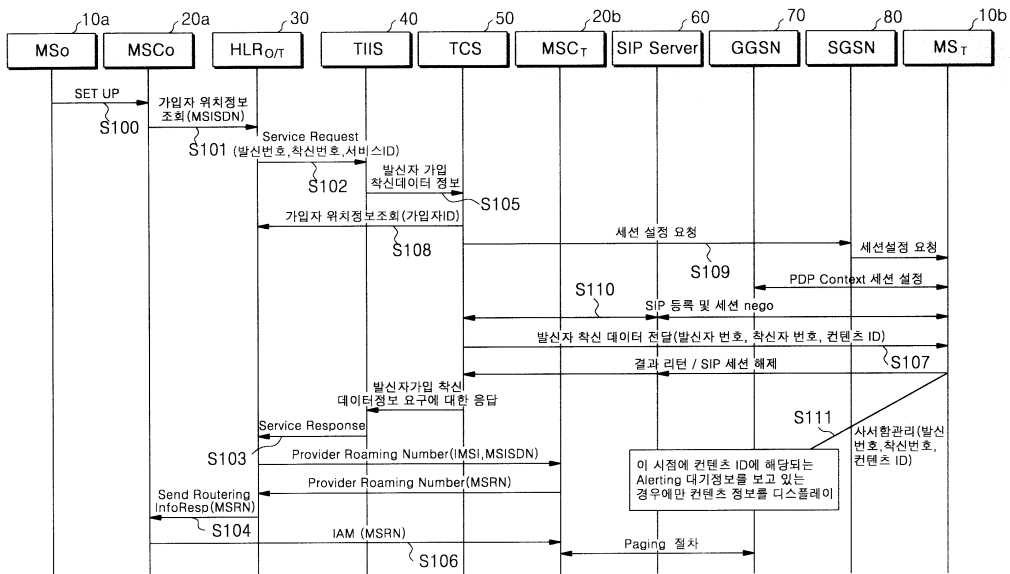 10a
20a
30
40
50
20b
60
70
80
10b
MSo
MSCo
HLR O/T
TIIS
TCS
MSC T
SIP Server
GGSN
SGSN
MS T
SET UP
S100
가입자 위치정보
조회(MSISDN)
S101
Service Request
(발신번호,착신번호,서비스ID)
S102
발신자 가입
착신데이터 정보
S105
가입자 위치정보조회(가입자ID)
S108
세션 설정 요청
S109
세션설정 요청
PDP Context 세션 설정
S110
SIP 등록 및 세션 nego
발신자 착신 데이터 전달(발신자 번호, 착신자 번호, 컨텐츠 ID)
S107
결과 리턴 / SIP 세션 해제
발신자가입 착신
데이터정보 요구에 대한 응답
S111
사서함관리(발신
번호,착신번호,
컨텐츠 ID)
Service Response
S103
Provider Roaming Number(IMSI,MSISDN)
이 시점에 컨텐츠 ID에 해당되는
Alerting 대기정보를 보고 있는
경우에만 컨텐츠 정보를 디스플레이
Provider Roaming Number(MSRN)
Send Routering
InfoResp(MSRN)
S104
IAM (MSRN)
S106
Paging 절차